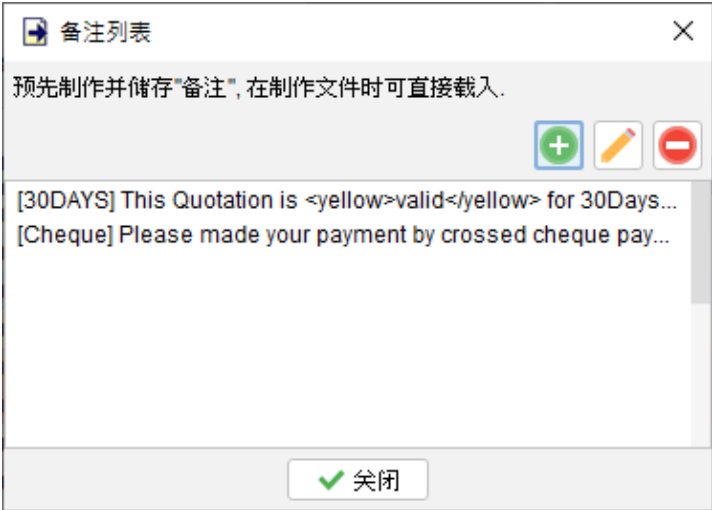 备注列表
预先制作并储存"备注", 在制作文件时可直接载入.
[30DAYS] This Quotation is <yellow>valid</yellow> for 30Days...
[Cheque] Please made your payment by crossed cheque pay...
关闭